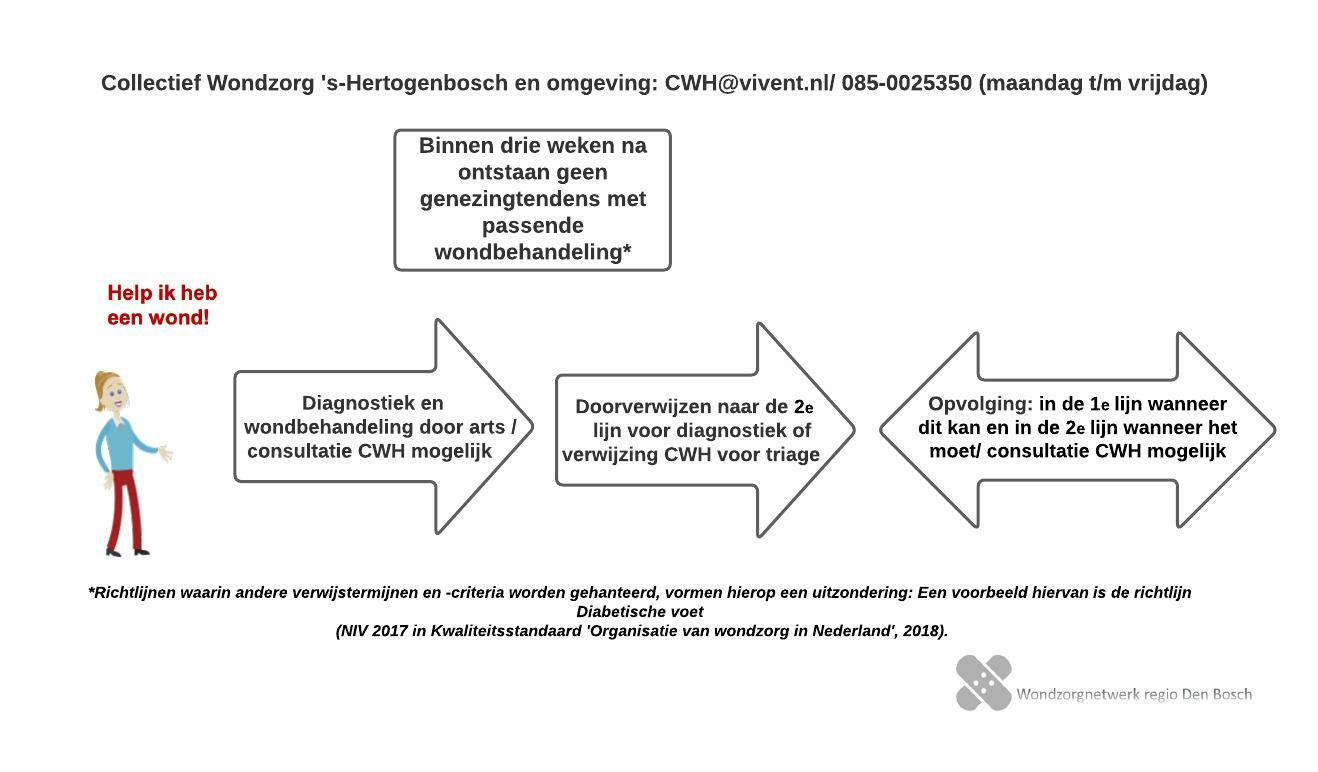 Collectief Wondzorg 's-Hertogenbosch en omgeving: CWH@vivent.nl/ 085-0025350 (maandag t/m vrijdag)
Binnen drie weken na
ontstaan geen
genezingtendens met
passende
wondbehandeling*
Help ik heb
een wond!
Diagnostiek en
wondbehandeling door arts /
consultatie CWH mogelijk
Doorverwijzen naar de 2e
lijn voor diagnostiek of
verwijzing CWH voor triage
Opvolging: in de 1e lijn wanneer
dit kan en in de 2e lijn wanneer het
moet/ consultatie CWH mogelijk
*Richtlijnen waarin andere verwijstermijnen en -criteria worden gehanteerd, vormen hierop een uitzondering: Een voorbeeld hiervan is de richtlijn
Diabetische voet
(NIV 2017 in Kwaliteitsstandaard 'Organisatie van wondzorg in Nederland', 2018).
Wondzorgnetwerk regio Den Bosch